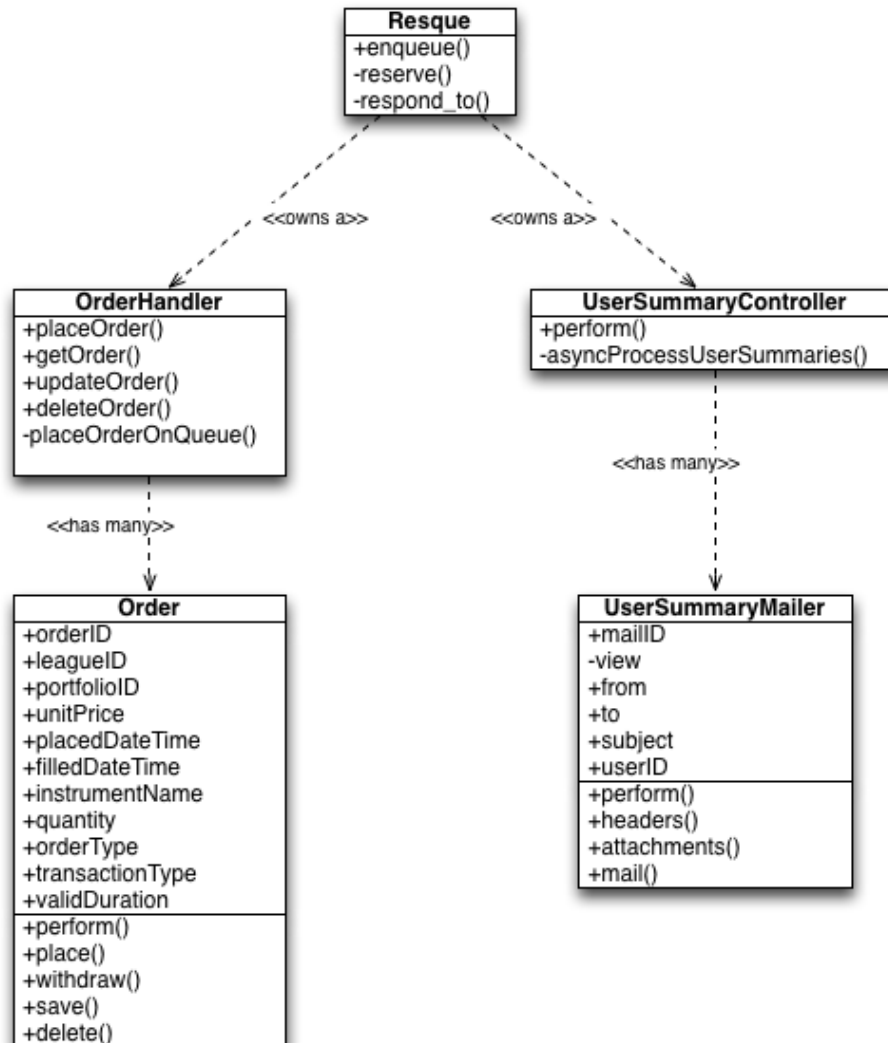 Resque
+enqueue()
-reserve()
-respond_to()
<<owns a>>
<<owns a>>
OrderHandler
+placeOrder()
+getOrder()
+updateOrder()
+deleteOrder()
-placeOrderOnQueue()
UserSummaryController
+perform()
-asyncProcessUserSummaries()
<<has many>>
<<has many>>
Order
+orderID
+leagueID
+portfolioID
+unitPrice
+placedDateTime
+filledDateTime
+instrumentName
+quantity
+orderType
+transactionType
+validDuration
+perform()
+place()
+withdraw()
+save()
+delete()
UserSummaryMailer
+mailID
-view
+from
+to
+subject
+userID
+perform()
+headers()
+attachments()
+mail()